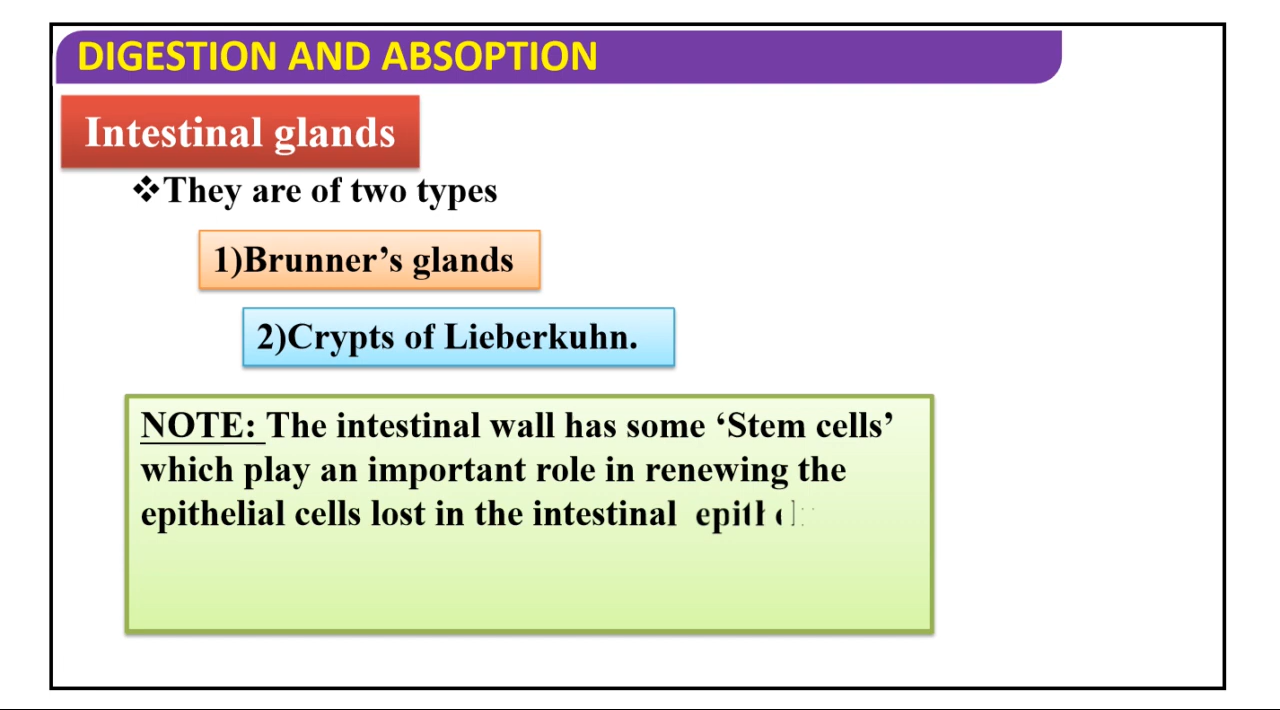 DIGESTION AND ABSOPTION
Intestinal glands
❖They are of two types
1)Brunner’s glands
2)Crypts of Lieberkuhn.
NOTE: The intestinal wall has some ‘Stem cells’
which play an important role in renewing the
epithelial cells lost in the intestinal